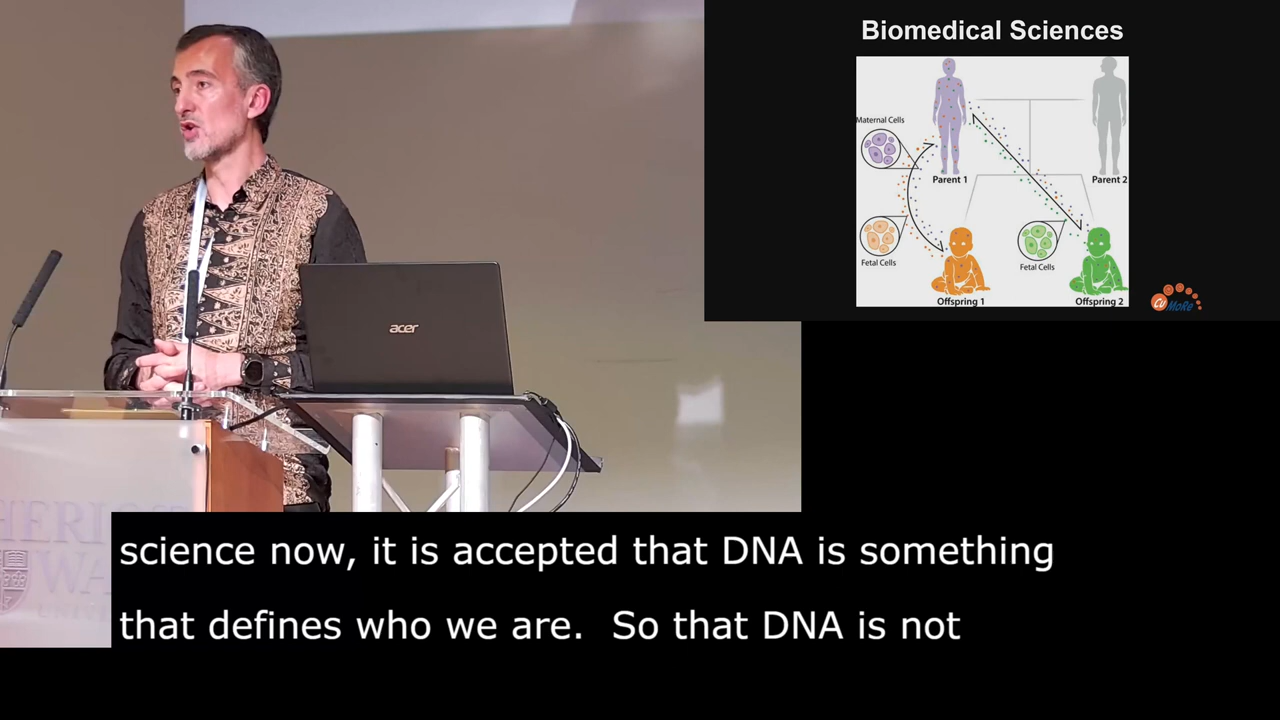 Biomedical Sciences
Maternal Cells
Parent 1
Parent 2
Fetal Cells
Fetal Cells
Offspring 1
Offspring 2
CUMoRe
acer
science now, it is accepted that DNA is something
that defines who we are. So that DNA is not